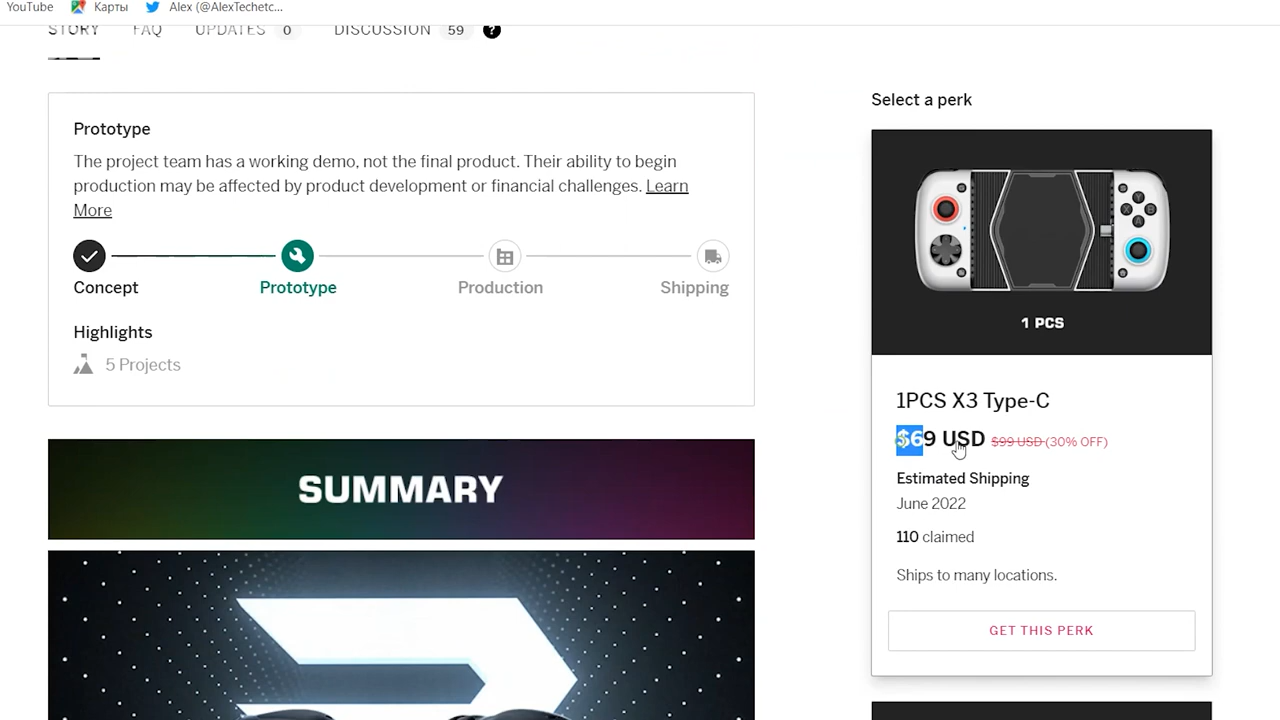 YouTube Карты Alex (@AlexTechetc...
STORY FAQ UPDATES 0 DISCUSSION 59 ?
Prototype
The project team has a working demo, not the final product. Their ability to begin
production may be affected by product development or financial challenges. Learn
More
Concept Prototype Production Shipping
Highlights
5 Projects
SUMMARY
Select a perk
Y
X B
A
1 PCS
1PCS X3 Type-C
$69 USD $99 USD (30% OFF)
Estimated Shipping
June 2022
110 claimed
Ships to many locations.
GET THIS PERK